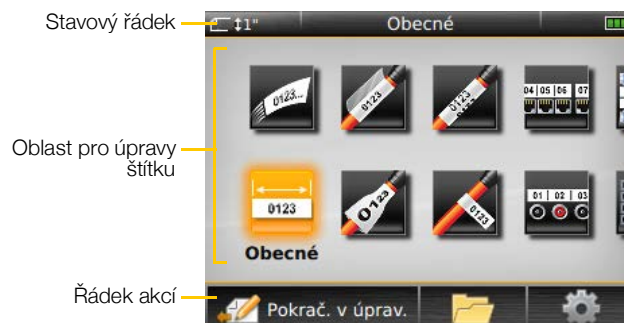 Stavový řádek
1"
Obecné
0123...
0123
0123
04 05 06 07
Oblast pro úpravy
štítku
0123
0123
0123
01 02 03
Obecné
Řádek akcí
Pokrač. v úprav.